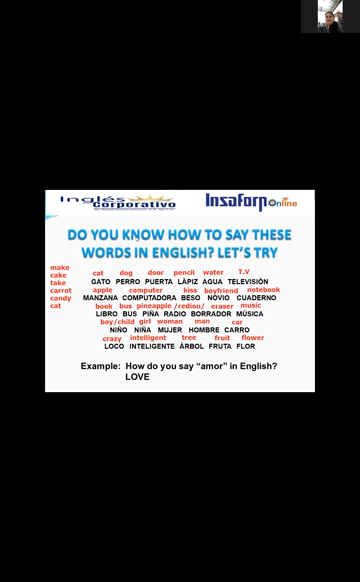 Inglés
corporativo
Insaforp Online
DO YOU KNOW HOW TO SAY THESE
WORDS IN ENGLISH? LET'S TRY
make
cake
take
carrot
candy
cat
cat dog door pencil water T.V
GATO PERRO PUERTA LÀPIZ AGUA TELEVISIÓN
apple computer kiss boyfriend notebook
MANZANA COMPUTADORA BESO NOVIO CUADERNO
book bus pineapple /rediou/ eraser music
LIBRO BUS PIÑA RADIO BORRADOR MÚSICA
boy/child girl woman man car
NIÑO NIÑA MUJER HOMBRE CARRO
crazy intelligent tree fruit flower
LOCO INTELIGENTE ÁRBOL FRUTA FLOR
Example: How do you say "amor" in English?
LOVE